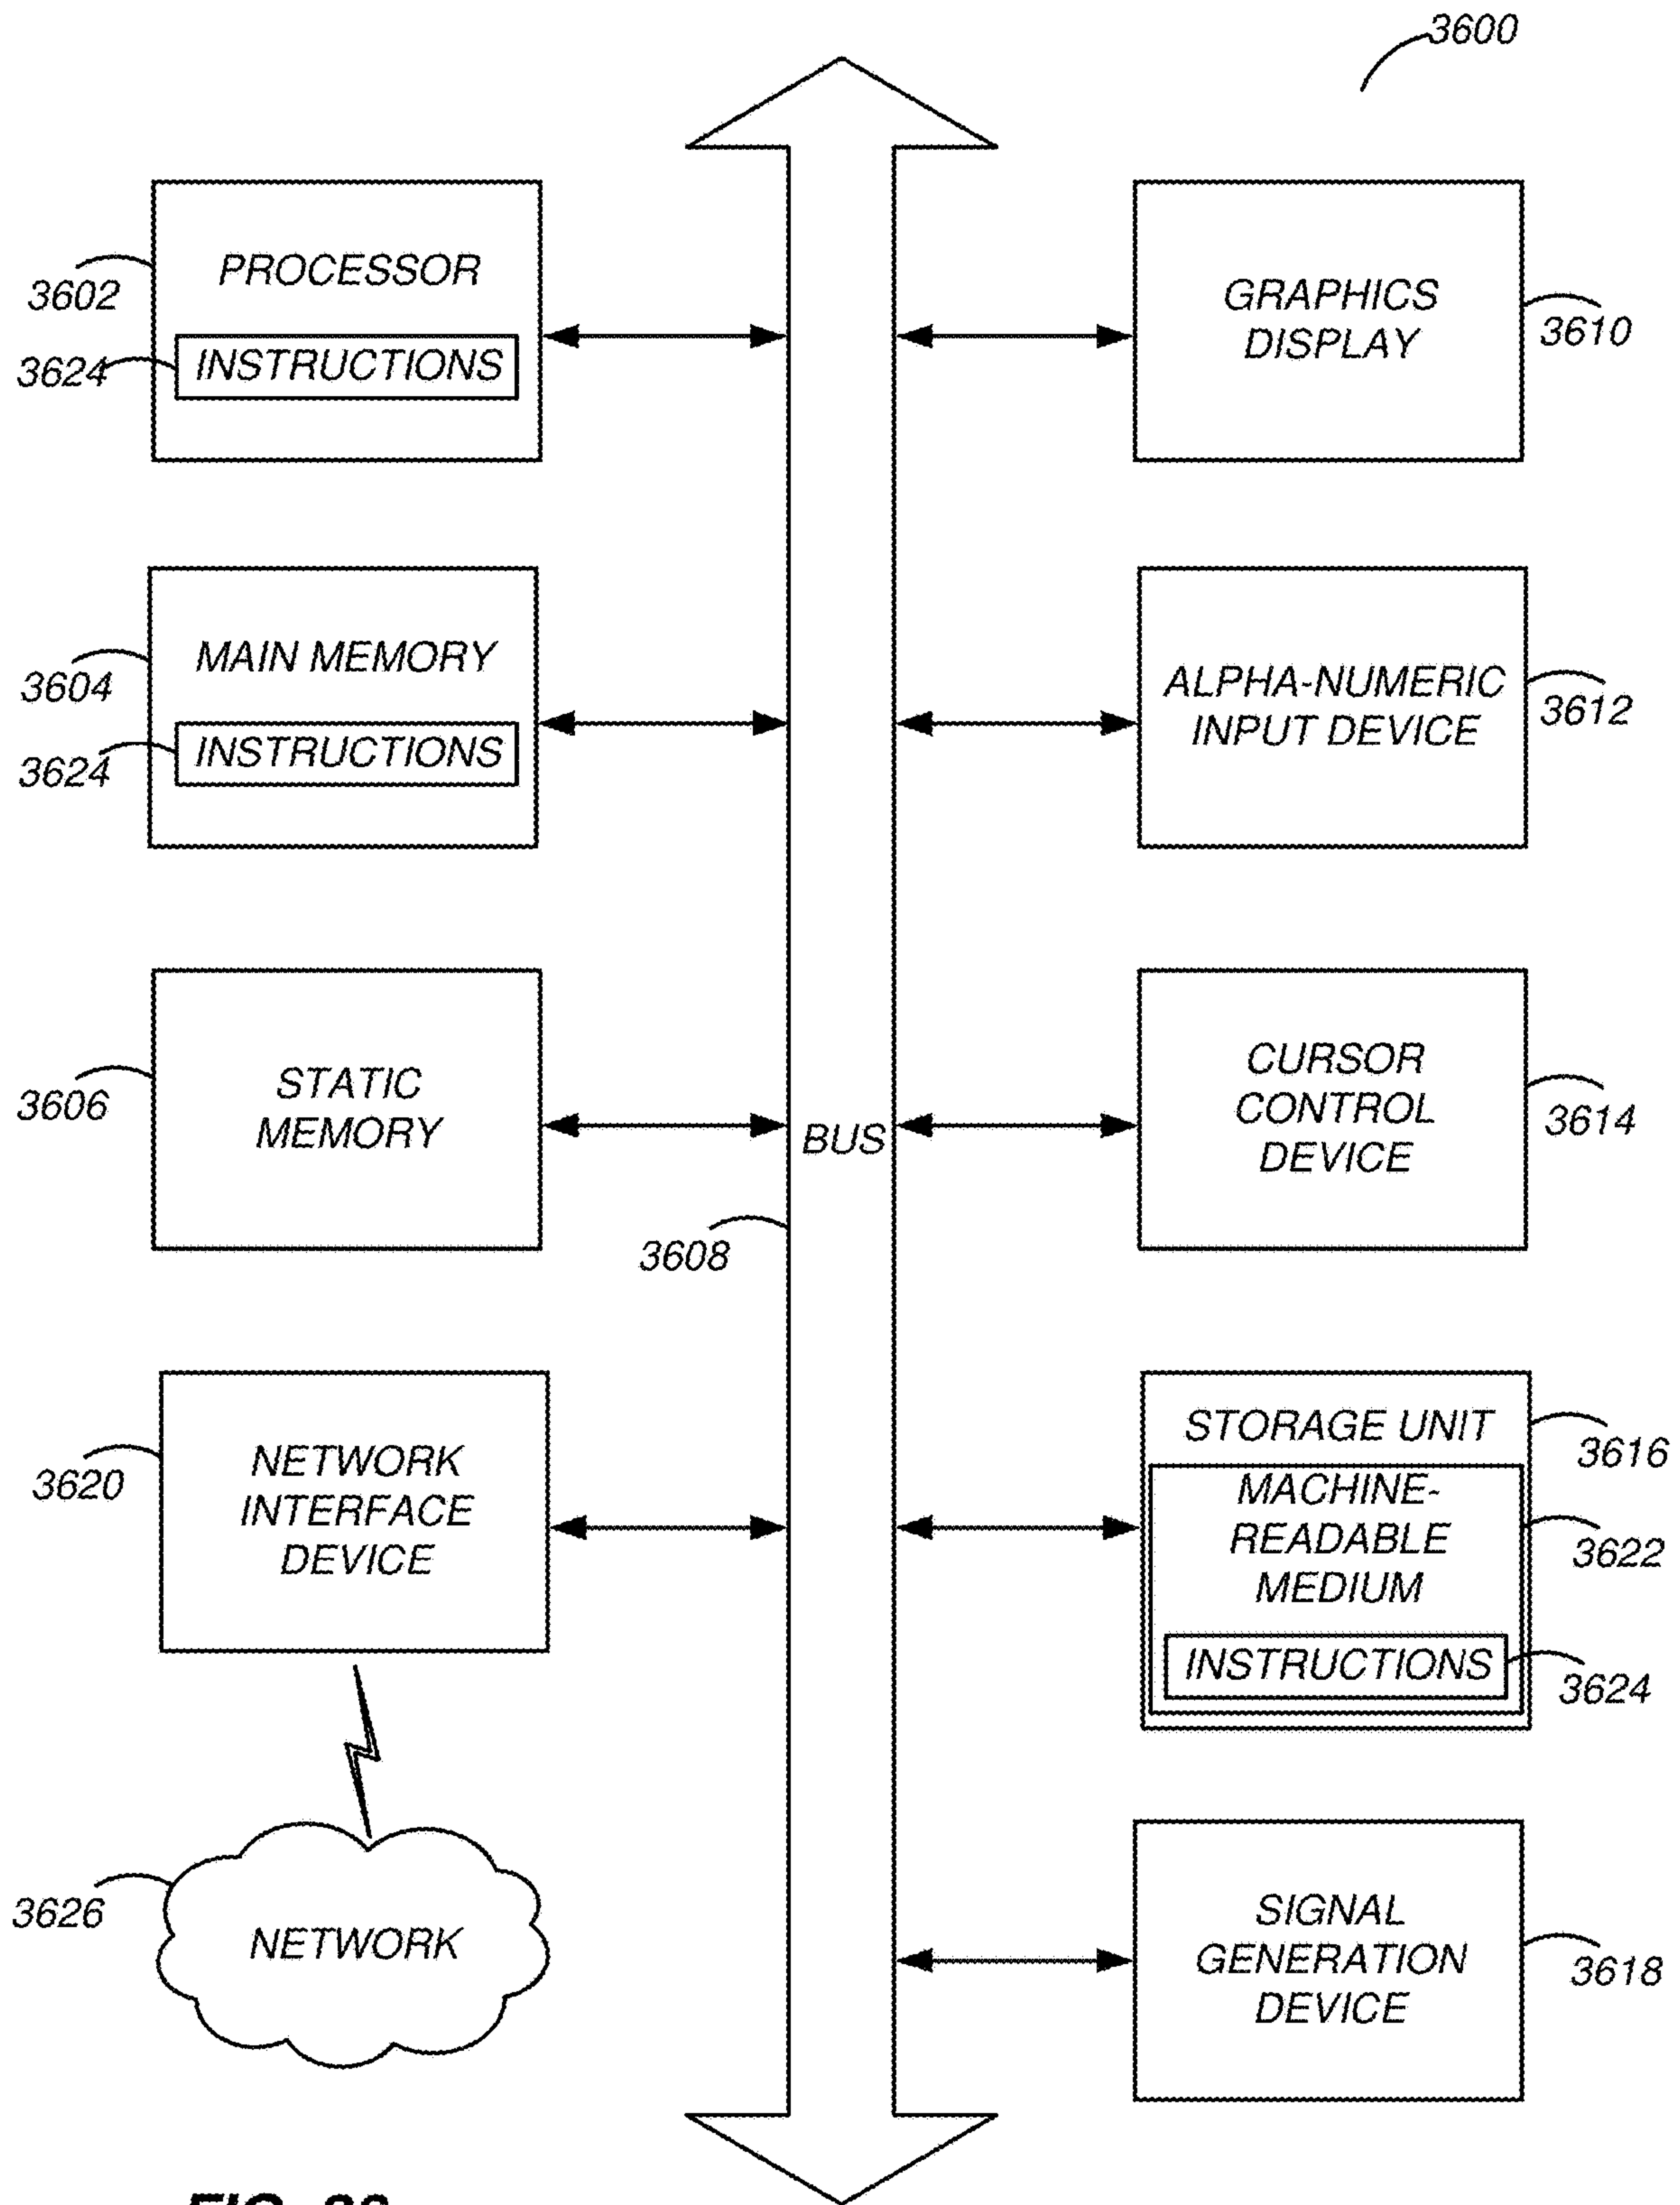 3600
PROCESSOR
3602
INSTRUCTIONS
3624
GRAPHICS
DISPLAY
3610
MAIN MEMORY
3604
INSTRUCTIONS
3624
ALPHA-NUMERIC
INPUT DEVICE
3612
STATIC
MEMORY
3606
BUS
3608
CURSOR
CONTROL
DEVICE
3614
NETWORK
INTERFACE
DEVICE
3620
STORAGE UNIT
3616
MACHINE-
READABLE
MEDIUM
3622
INSTRUCTIONS
3624
NETWORK
3626
SIGNAL
GENERATION
DEVICE
3618
FIG.